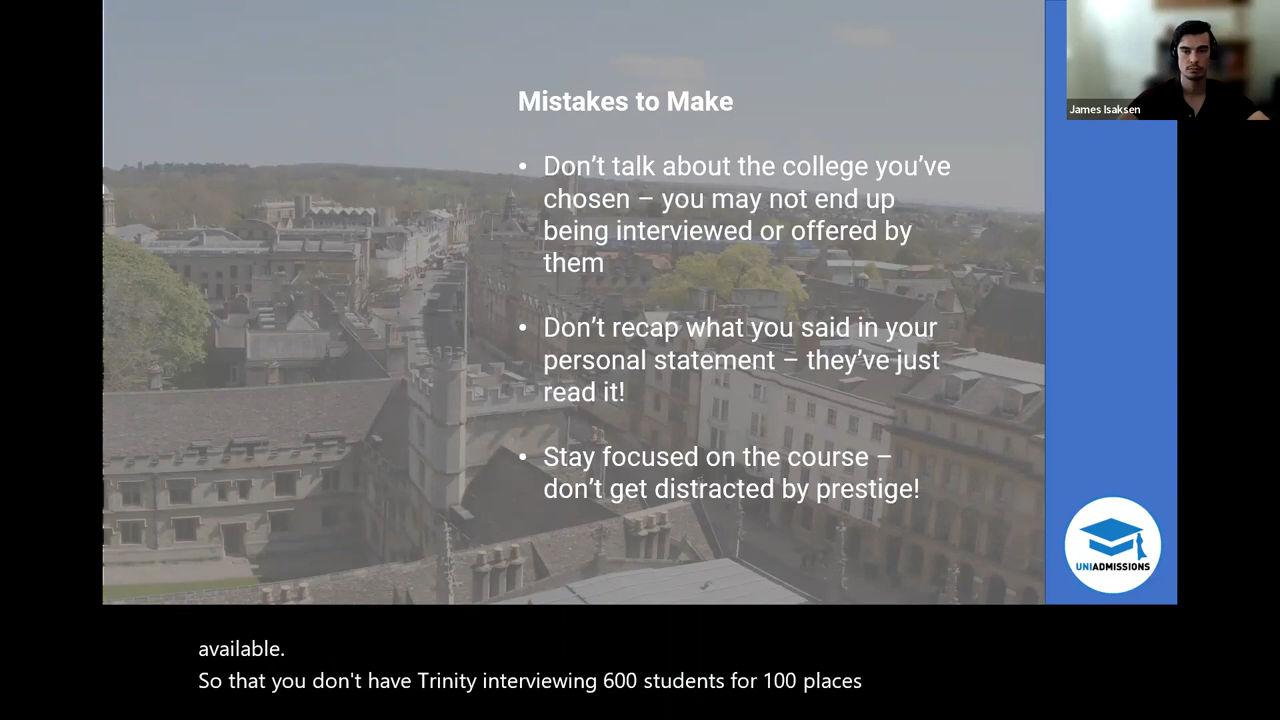 Mistakes to Make
• Don’t talk about the college you’ve
chosen – you may not end up
being interviewed or offered by
them
• Don’t recap what you said in your
personal statement – they’ve just
read it!
• Stay focused on the course –
don’t get distracted by prestige!
James Isaksen
UNIADMISSIONS
available.
So that you don't have Trinity interviewing 600 students for 100 places